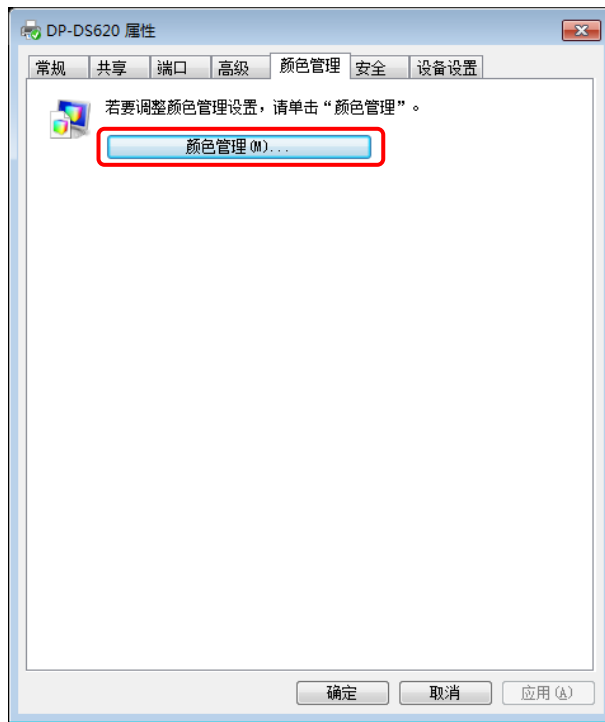 DP-DS620 属性
常规 共享 端口 高级 颜色管理 安全 设备设置
若要调整颜色管理设置，请单击“颜色管理”。
颜色管理(M)...
确定 取消 应用(A)